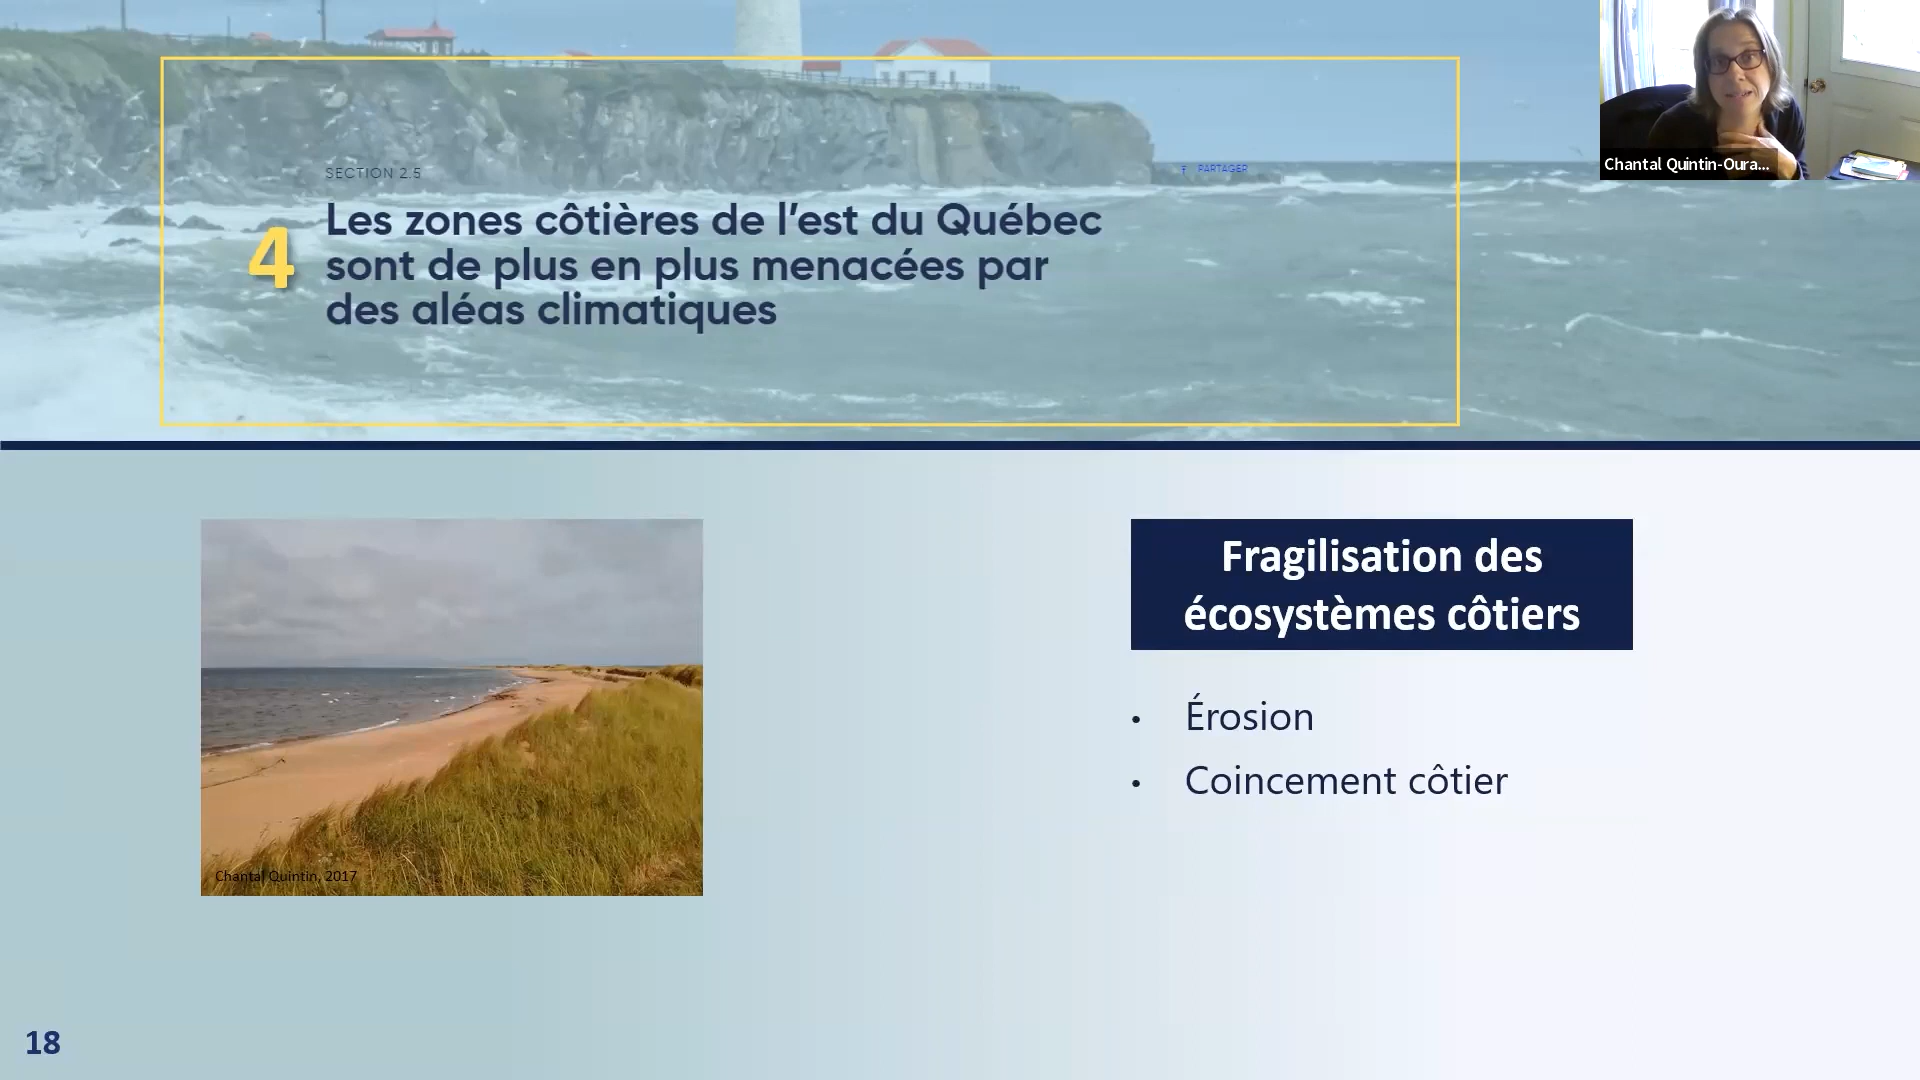 Chantal Quintin-Oura...
SECTION 2.5
PARTAGER
4
Les zones côtières de l’est du Québec
sont de plus en plus menacées par
des aléas climatiques
Fragilisation des
écosystèmes côtiers
• Érosion
• Coincement côtier
Chantal Quintin, 2017
18